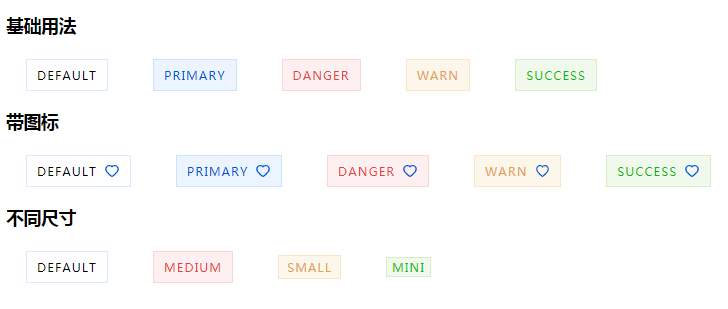 基础用法
DEFAULT PRIMARY DANGER WARN SUCCESS
带图标
DEFAULT PRIMARY DANGER WARN SUCCESS
不同尺寸
DEFAULT MEDIUM SMALL MINI